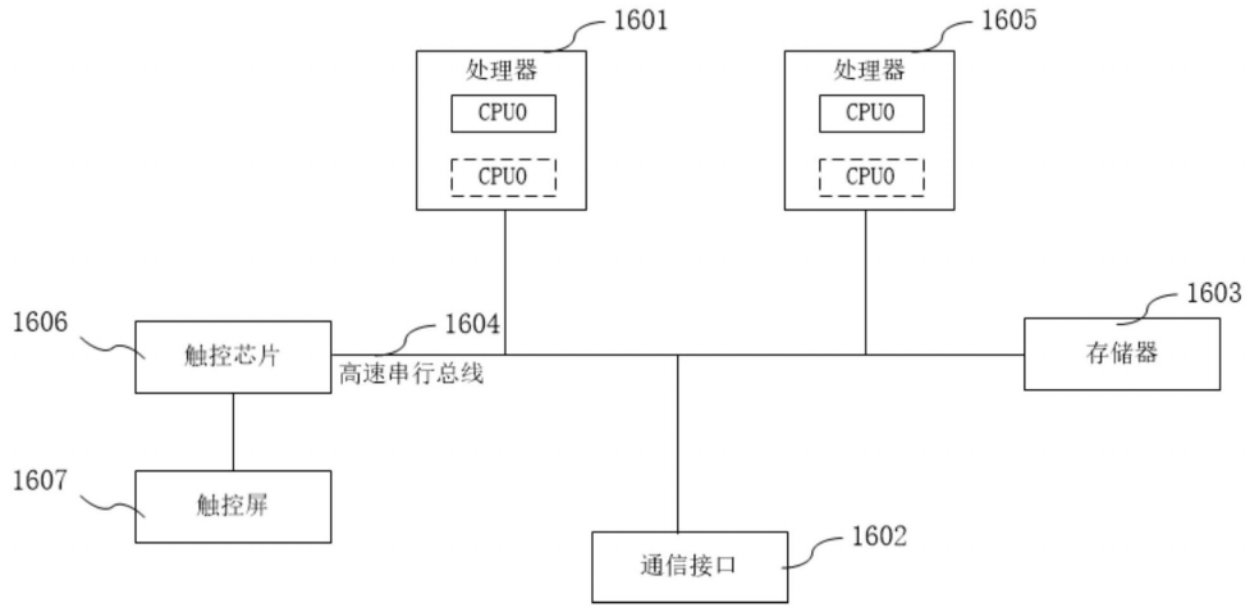 1601
1605
处理器
处理器
CPU0
CPU0
CPU0
CPU0
1603
1606
1604
触控芯片
存储器
高速串行总线
1607
触控屏
1602
通信接口